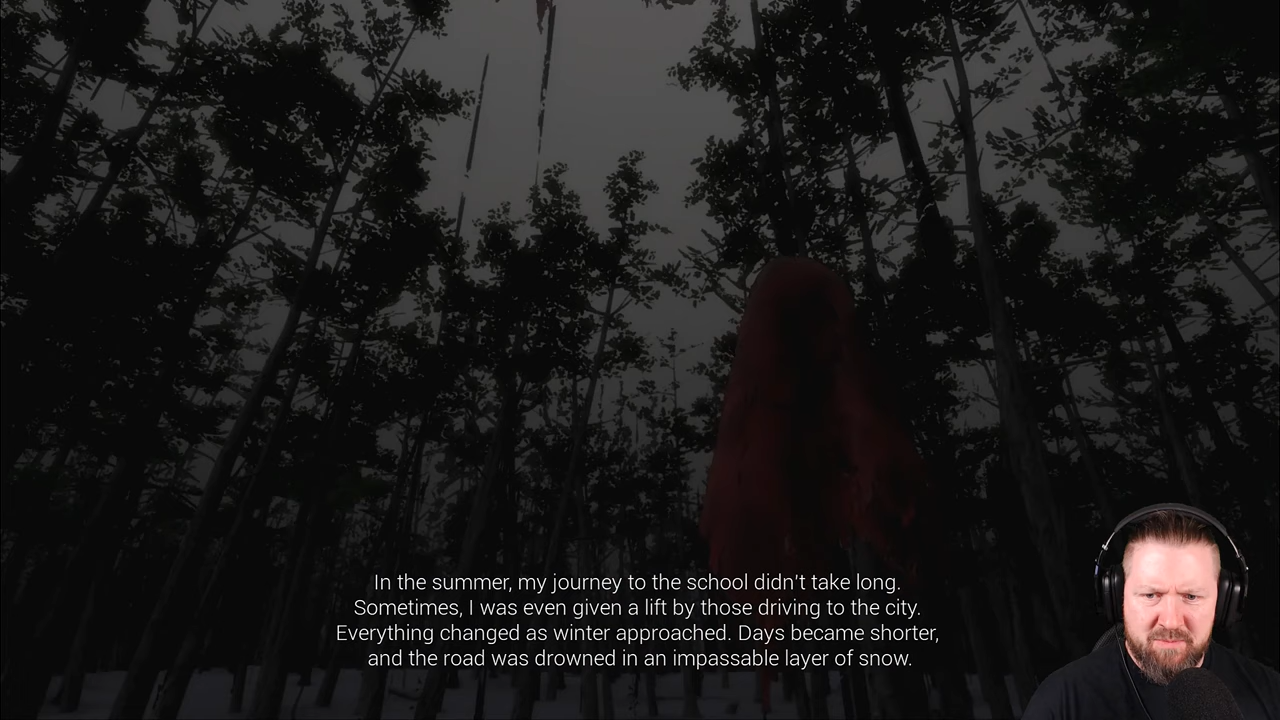 In the summer, my journey to the school didn't take long.
Sometimes, I was even given a lift by those driving to the city.
Everything changed as winter approached. Days became shorter,
and the road was drowned in an impassable layer of snow.